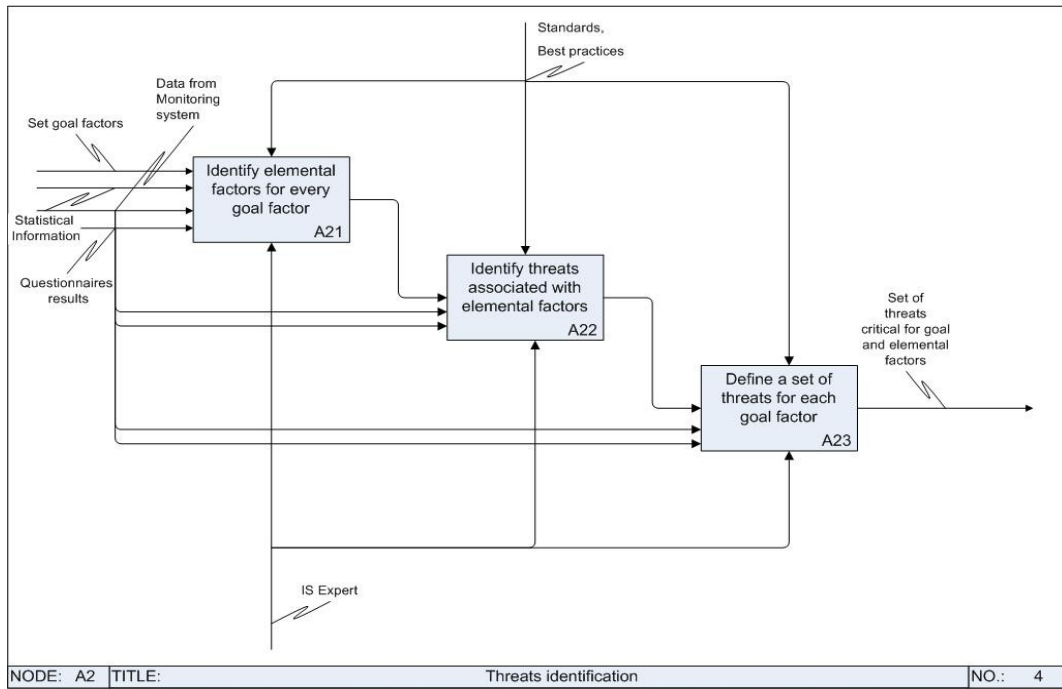 Standards,
Best practices
Data from
Monitoring
system
Set goal factors
Identify elemental
factors for every
goal factor
A21
Statistical
Information
Questionnaires
results
Identify threats
associated with
elemental factors
A22
Set of
threats
critical for goal
and elemental
factors
Define a set of
threats for each
goal factor
A23
IS Expert
NODE: A2 TITLE: Threats identification NO.: 4